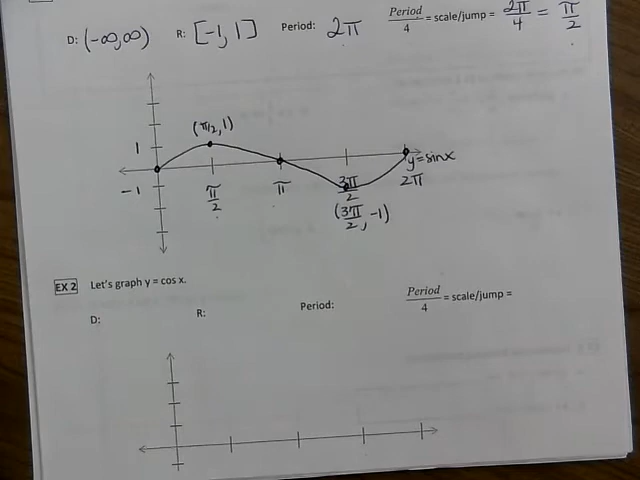 D: (-∞,∞) R: [-1, 1] Period: 2π Period/4 = scale/jump = 2π/4 = π/2
(π/2, 1)
1
y=sinx
-1
π/2 π 3π/2 2π
(3π/2, -1)
EX 2 Let's graph y = cos x.
D: R: Period: Period/4 = scale/jump =